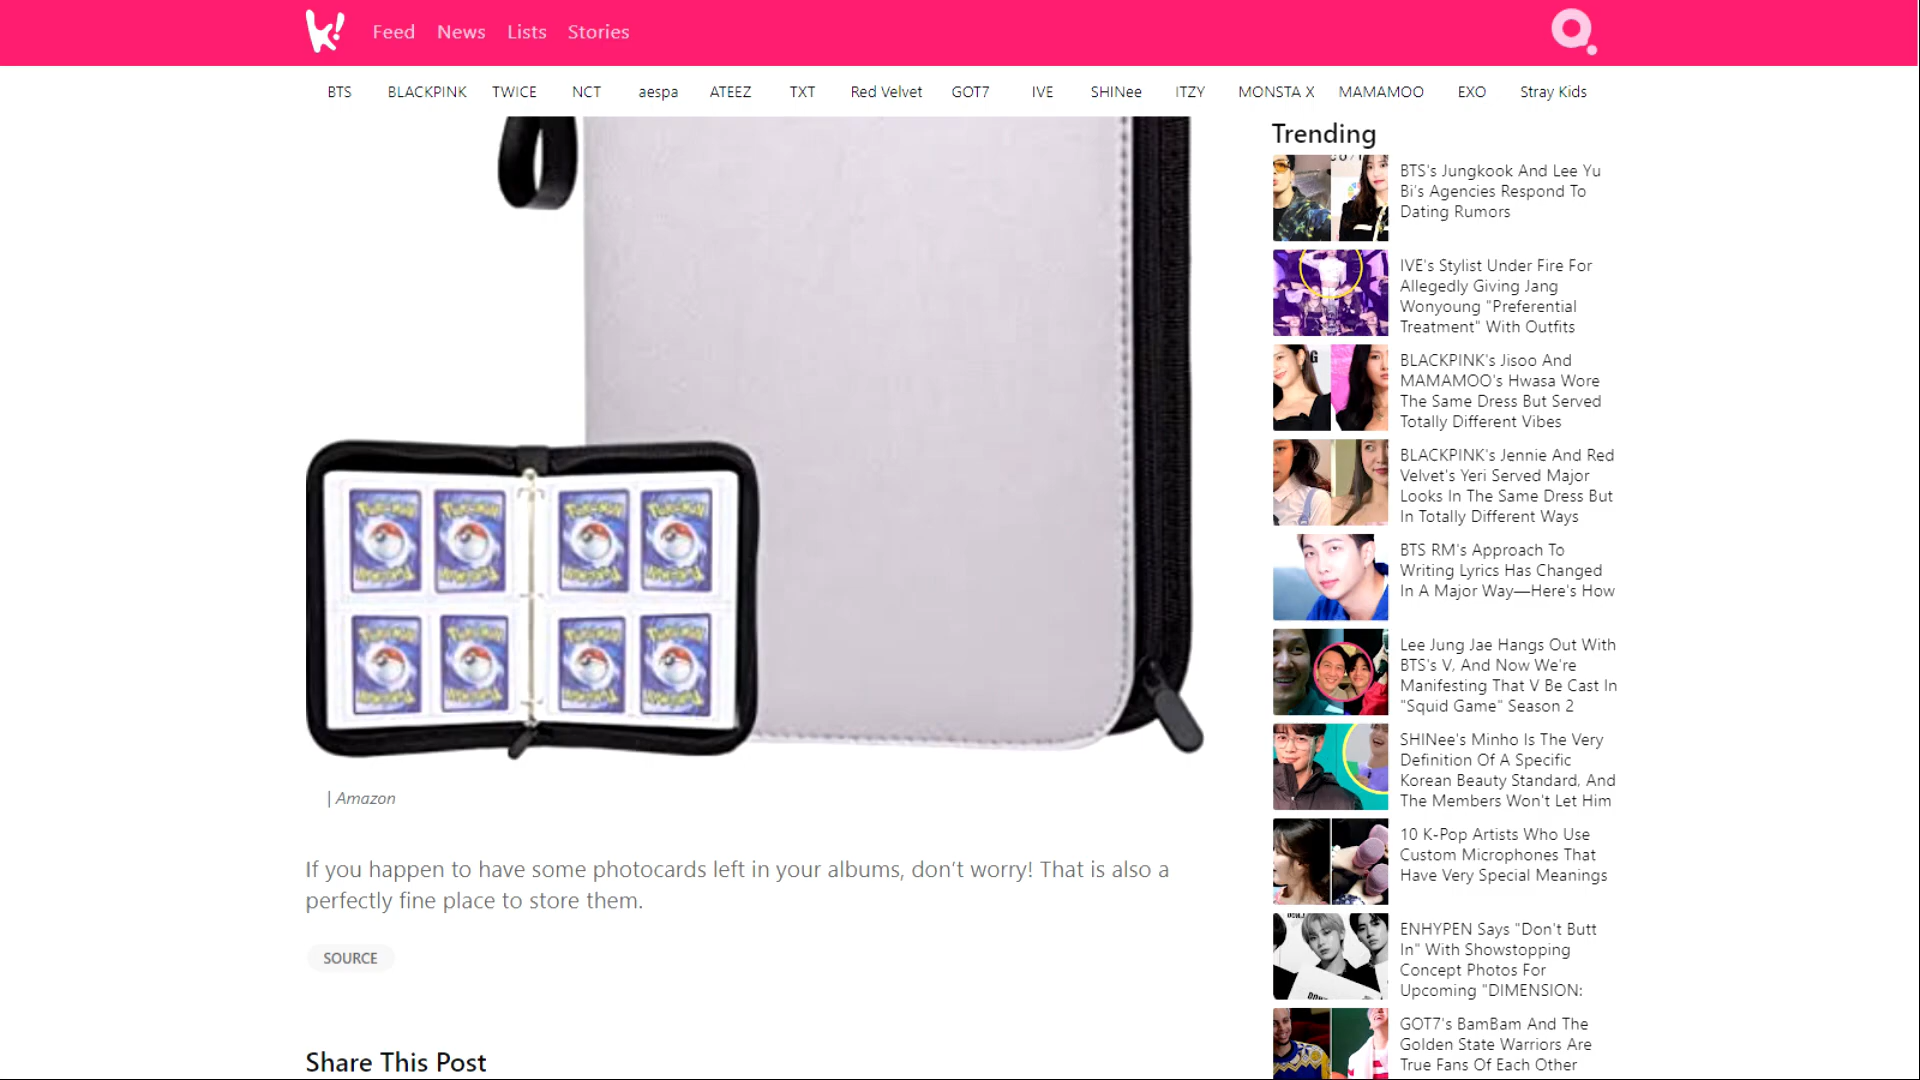 k!
Feed
News
Lists
Stories
BTS
BLACKPINK
TWICE
NCT
aespa
ATEEZ
TXT
Red Velvet
GOT7
IVE
SHINee
ITZY
MONSTA X
MAMAMOO
EXO
Stray Kids
| Amazon
If you happen to have some photocards left in your albums, don’t worry! That is also a
perfectly fine place to store them.
SOURCE
Share This Post
Trending
BTS's Jungkook And Lee Yu
Bi's Agencies Respond To
Dating Rumors
IVE's Stylist Under Fire For
Allegedly Giving Jang
Wonyoung "Preferential
Treatment" With Outfits
BLACKPINK's Jisoo And
MAMAMOO's Hwasa Wore
The Same Dress But Served
Totally Different Vibes
BLACKPINK's Jennie And Red
Velvet's Yeri Served Major
Looks In The Same Dress But
In Totally Different Ways
BTS RM's Approach To
Writing Lyrics Has Changed
In A Major Way—Here's How
Lee Jung Jae Hangs Out With
BTS's V, And Now We're
Manifesting That V Be Cast In
"Squid Game" Season 2
SHINee's Minho Is The Very
Definition Of A Specific
Korean Beauty Standard, And
The Members Won't Let Him
10 K-Pop Artists Who Use
Custom Microphones That
Have Very Special Meanings
ENHYPEN Says "Don't Butt
In" With Showstopping
Concept Photos For
Upcoming "DIMENSION:
GOT7's BamBam And The
Golden State Warriors Are
True Fans Of Each Other